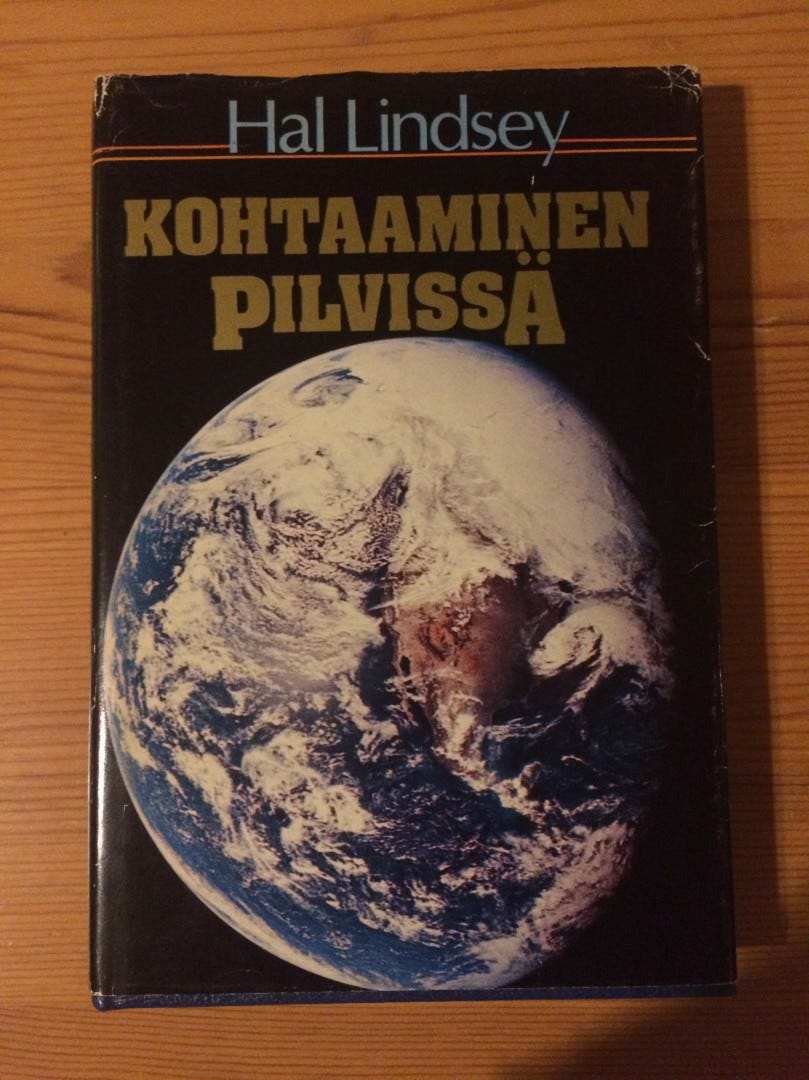 Hal Lindsey
KOHTAAMINEN
PILVISSÄ